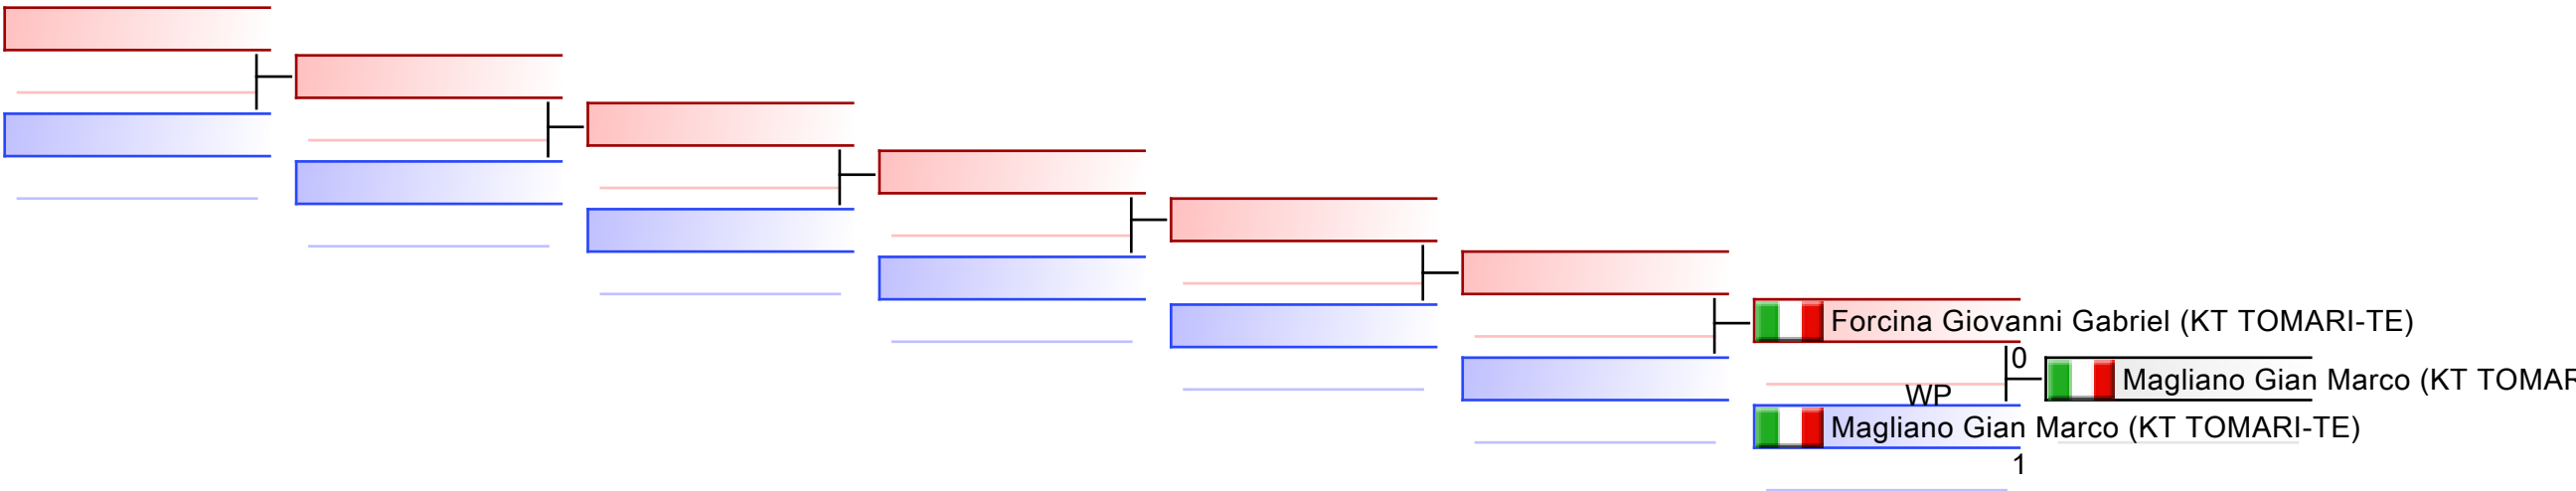 Forcina Giovanni Gabriel (KT TOMARI-TE)
0
Magliano Gian Marco (KT TOMAR
WP
Magliano Gian Marco (KT TOMARI-TE)
1